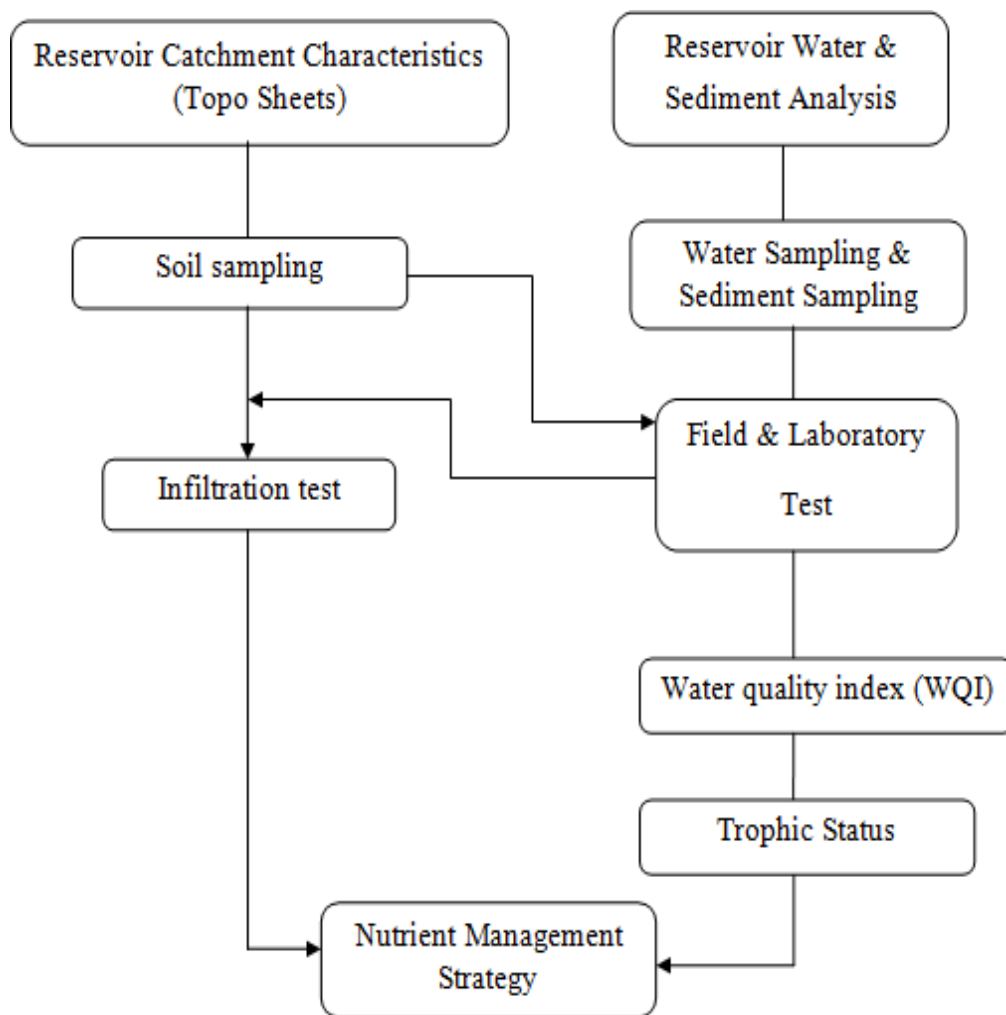 Reservoir Catchment Characteristics
(Topo Sheets)
Reservoir Water &
Sediment Analysis
Soil sampling
Water Sampling &
Sediment Sampling
Field & Laboratory
Test
Infiltration test
Water quality index (WQI)
Trophic Status
Nutrient Management
Strategy